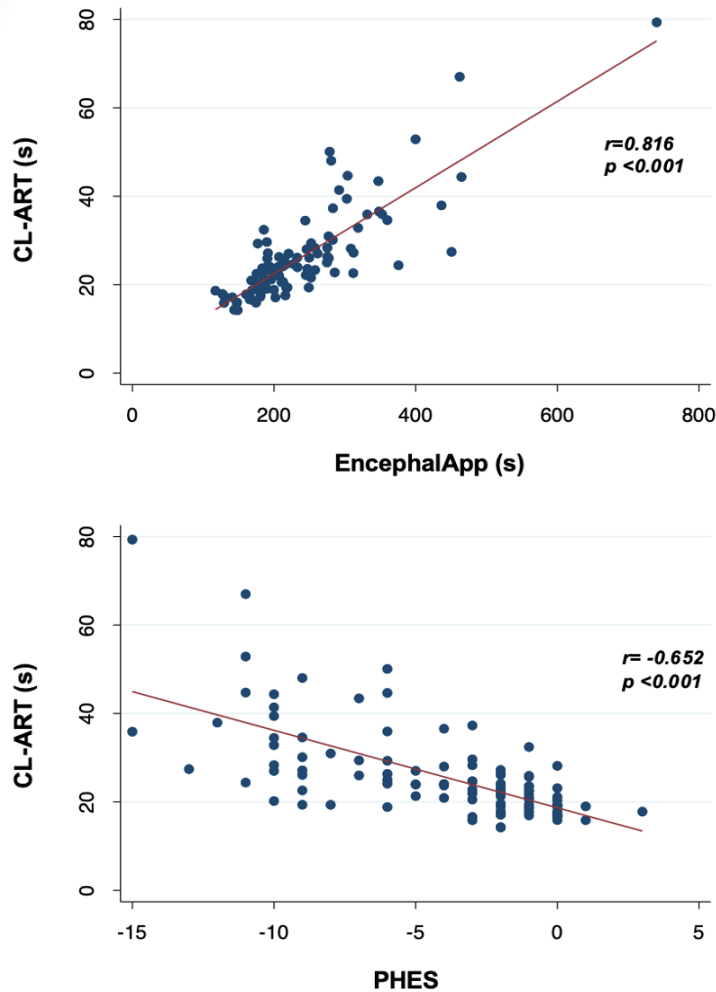 80
60
40
20
0
CL-ART (s)
r=0.816
p <0.001
0 200 400 600 800
EncephalApp (s)
80
60
40
20
0
CL-ART (s)
r= -0.652
p <0.001
-15 -10 -5 0 5
PHES